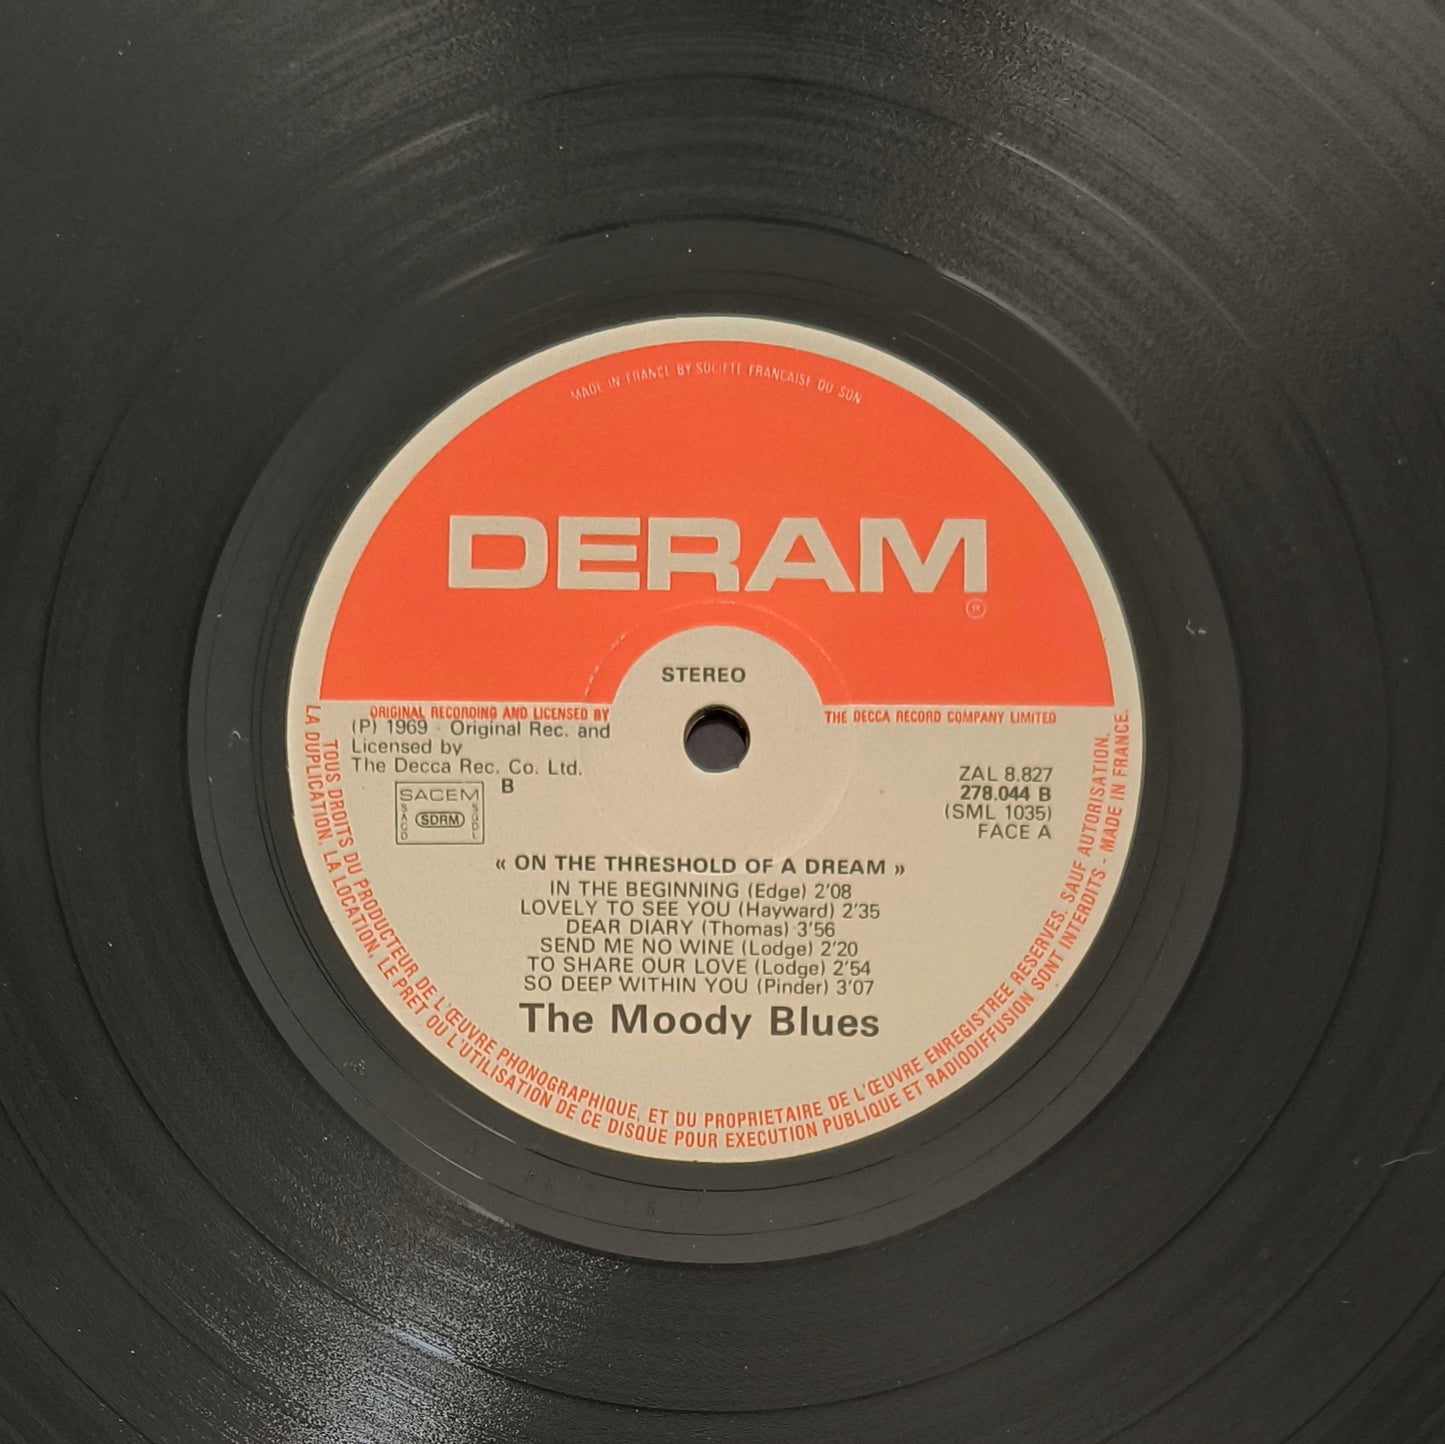 MADE IN FRANCE BY SOCIETE FRANCAISE DU SON
DERAM
®
STEREO
ORIGINAL RECORDING AND LICENSED BY THE DECCA RECORD COMPANY LIMITED
(P) 1969 - Original Rec. and
Licensed by
The Decca Rec. Co. Ltd.
B
SACEM
SACD SDRM SGDL
ZAL 8.827
278.044 B
(SML 1035)
FACE A
« ON THE THRESHOLD OF A DREAM »
IN THE BEGINNING (Edge) 2'08
LOVELY TO SEE YOU (Hayward) 2'35
DEAR DIARY (Thomas) 3'56
SEND ME NO WINE (Lodge) 2'20
TO SHARE OUR LOVE (Lodge) 2'54
SO DEEP WITHIN YOU (Pinder) 3'07
The Moody Blues
TOUS DROITS DU PRODUCTEUR DE L'ŒUVRE PHONOGRAPHIQUE, ET DU PROPRIETAIRE DE L'ŒUVRE ENREGISTREE RESERVES. SAUF AUTORISATION,
LA DUPLICATION, LA LOCATION, LE PRET OU L'UTILISATION DE CE DISQUE POUR EXECUTION PUBLIQUE ET RADIODIFFUSION SONT INTERDITS - MADE IN FRANCE.